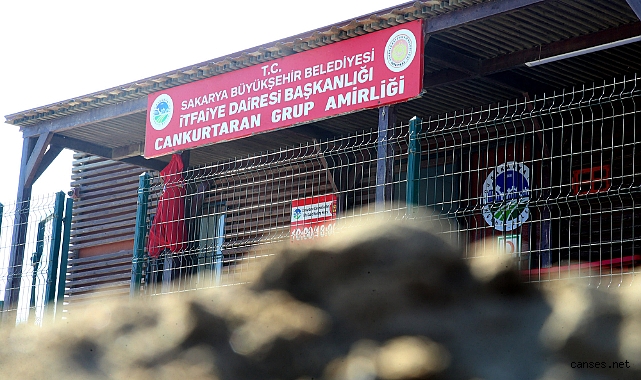 T.C.
SAKARYA BÜYÜKŞEHİR BELEDİYESİ
İTFAİYE DAİRESİ BAŞKANLIĞI
CANKURTARAN GRUP AMİRLİĞİ
canses.net